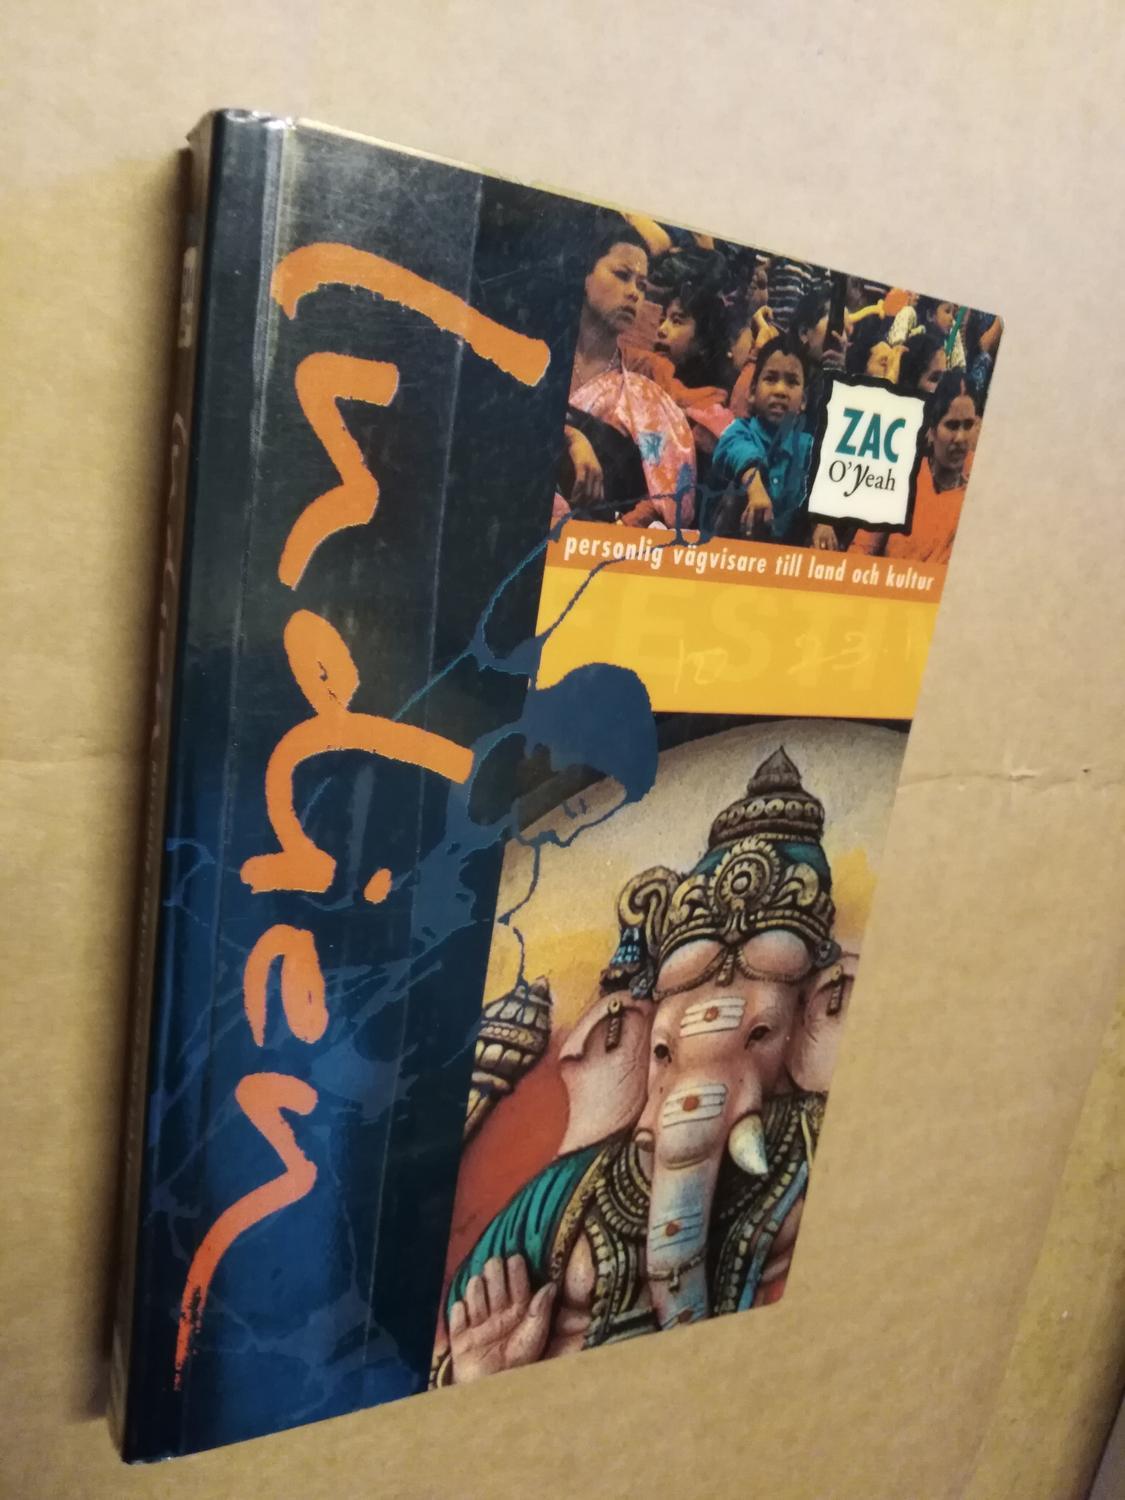 Indien
ZAC
O'Yeah
personlig vägvisare till land och kultur